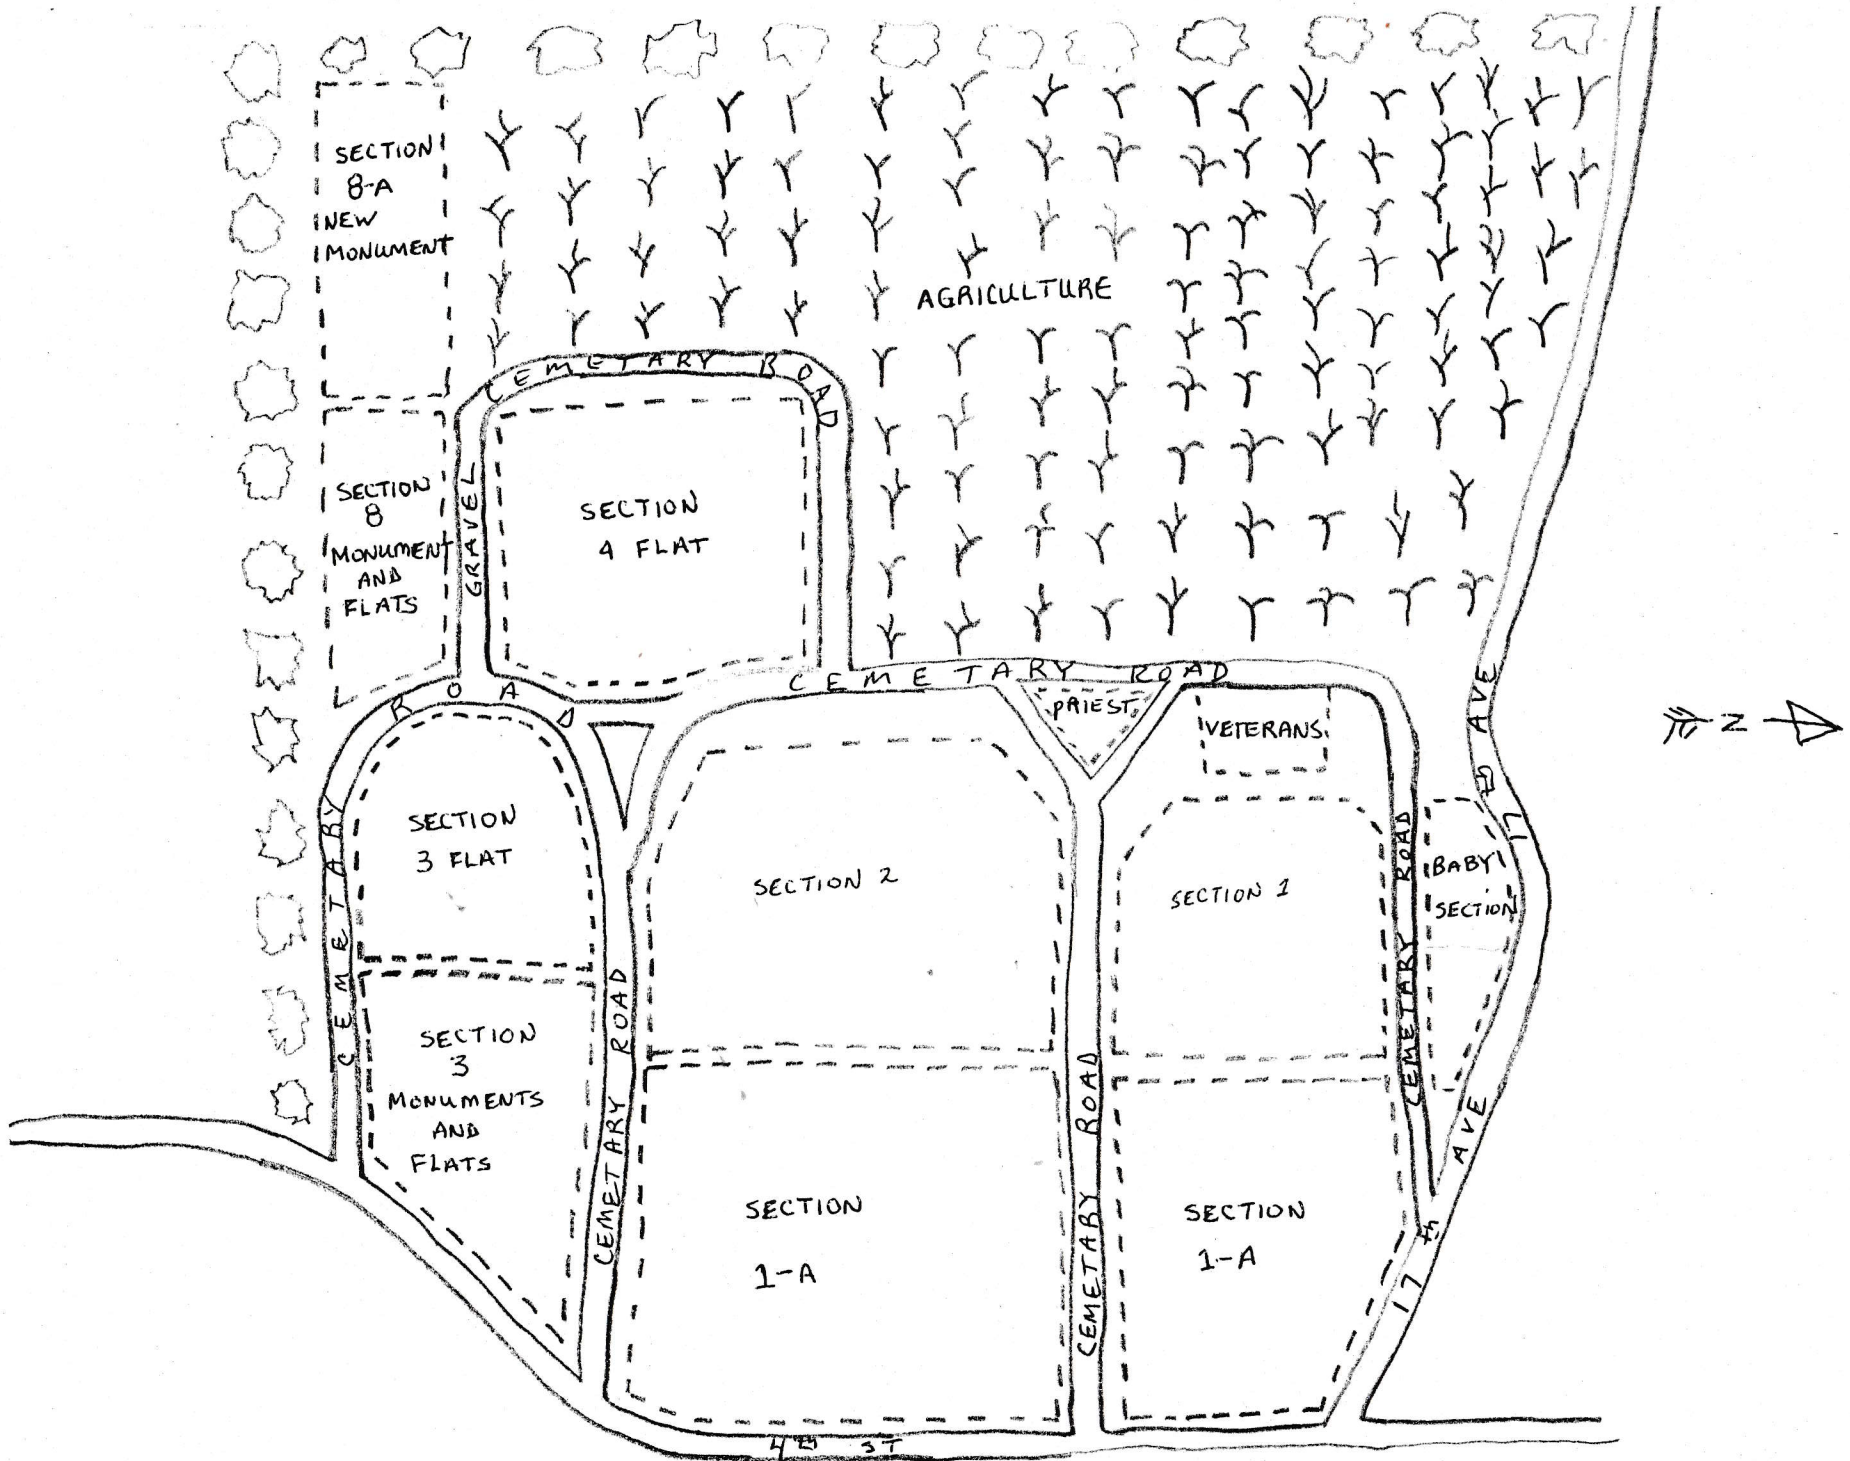 SECTION
8-A
NEW
MONUMENT
AGRICULTURE
CEMETARY ROAD
SECTION
8
MONUMENT
AND
FLATS
GRAVEL
SECTION
4 FLAT
CEMETARY ROAD
PRIEST
VETERANS
17TH AVE
N
CEMETARY ROAD
SECTION
3 FLAT
SECTION 2
SECTION 1
CEMETARY ROAD
BABY
SECTION
SECTION
3
MONUMENTS
AND
FLATS
CEMETARY ROAD
CEMETARY ROAD
CEMETARY ROAD
17th AVE
SECTION
1-A
SECTION
1-A
4TH ST